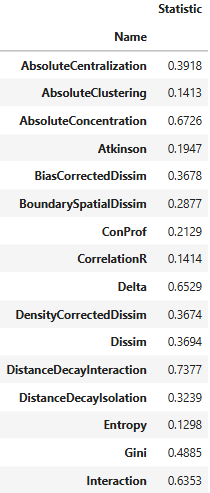 Statistic
Name
AbsoluteCentralization 0.3918
AbsoluteClustering 0.1413
AbsoluteConcentration 0.6726
Atkinson 0.1947
BiasCorrectedDissim 0.3678
BoundarySpatialDissim 0.2877
ConProf 0.2129
CorrelationR 0.1414
Delta 0.6529
DensityCorrectedDissim 0.3674
Dissim 0.3694
DistanceDecayInteraction 0.7377
DistanceDecayIsolation 0.3239
Entropy 0.1298
Gini 0.4885
Interaction 0.6353